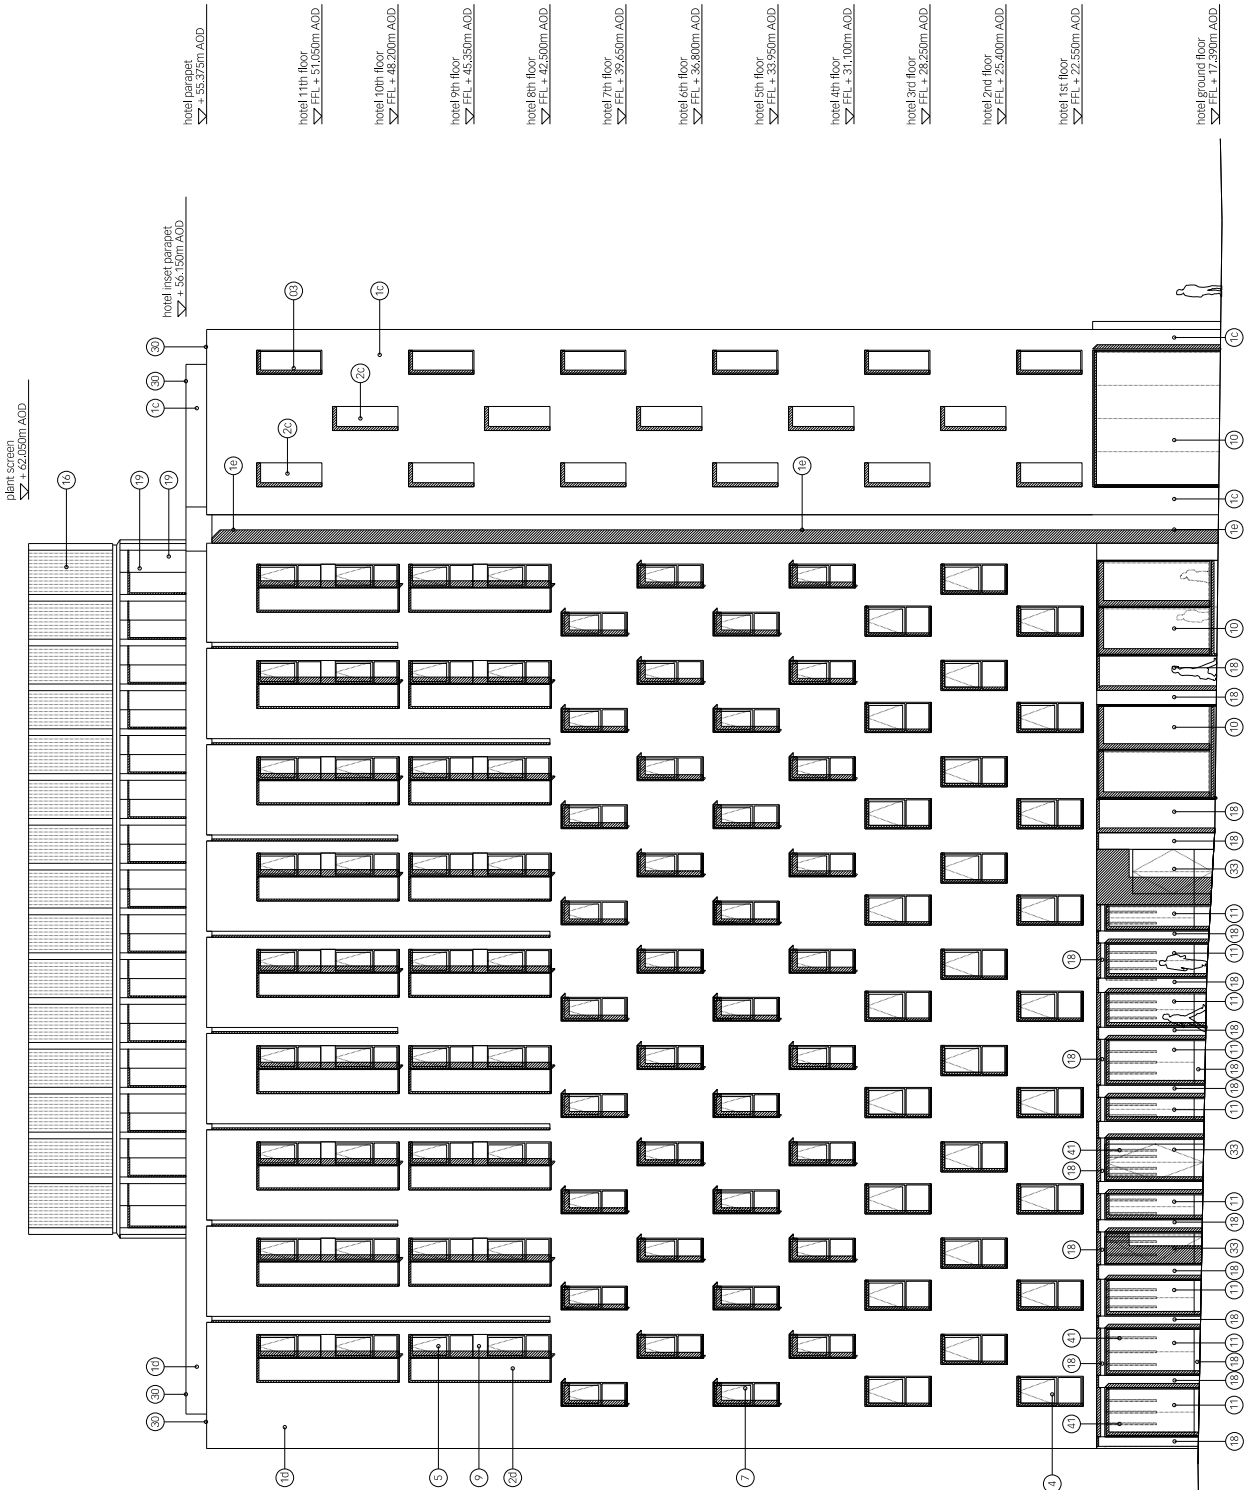 plant screen
+ 62.050m AOD
hotel inset parapet
+ 56.150m AOD
hotel parapet
+ 55.375m AOD
hotel 11th floor
FFL + 51.050m AOD
hotel 10th floor
FFL + 48.200m AOD
hotel 9th floor
FFL + 45.350m AOD
hotel 8th floor
FFL + 42.500m AOD
hotel 7th floor
FFL + 39.650m AOD
hotel 6th floor
FFL + 36.800m AOD
hotel 5th floor
FFL + 33.950m AOD
hotel 4th floor
FFL + 31.100m AOD
hotel 3rd floor
FFL + 28.250m AOD
hotel 2nd floor
FFL + 25.400m AOD
hotel 1st floor
FFL + 22.550m AOD
hotel ground floor
FFL + 17.390m AOD
16
19
19
30
30
1d
1c
30
30
1d
5
9
2d
7
4
1e
2c
03
2c
1c
1e
41
18
41
18
18
41
18
18
18
11
18
18
11
18
11
18
33
18
11
33
11
18
18
11
18
11
18
11
18
11
33
18
18
10
18
18
10
1e
1c
10
1c